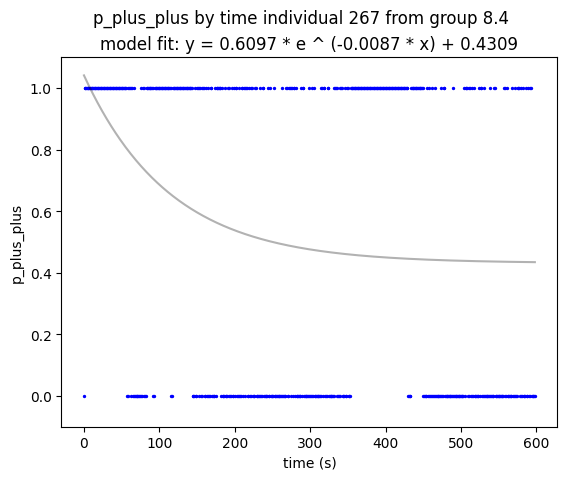 p_plus_plus by time individual 267 from group 8.4
model fit: y = 0.6097 * e ^ (-0.0087 * x) + 0.4309
1.0
0.8
0.6
0.4
0.2
0.0
p_plus_plus
0 100 200 300 400 500 600
time (s)